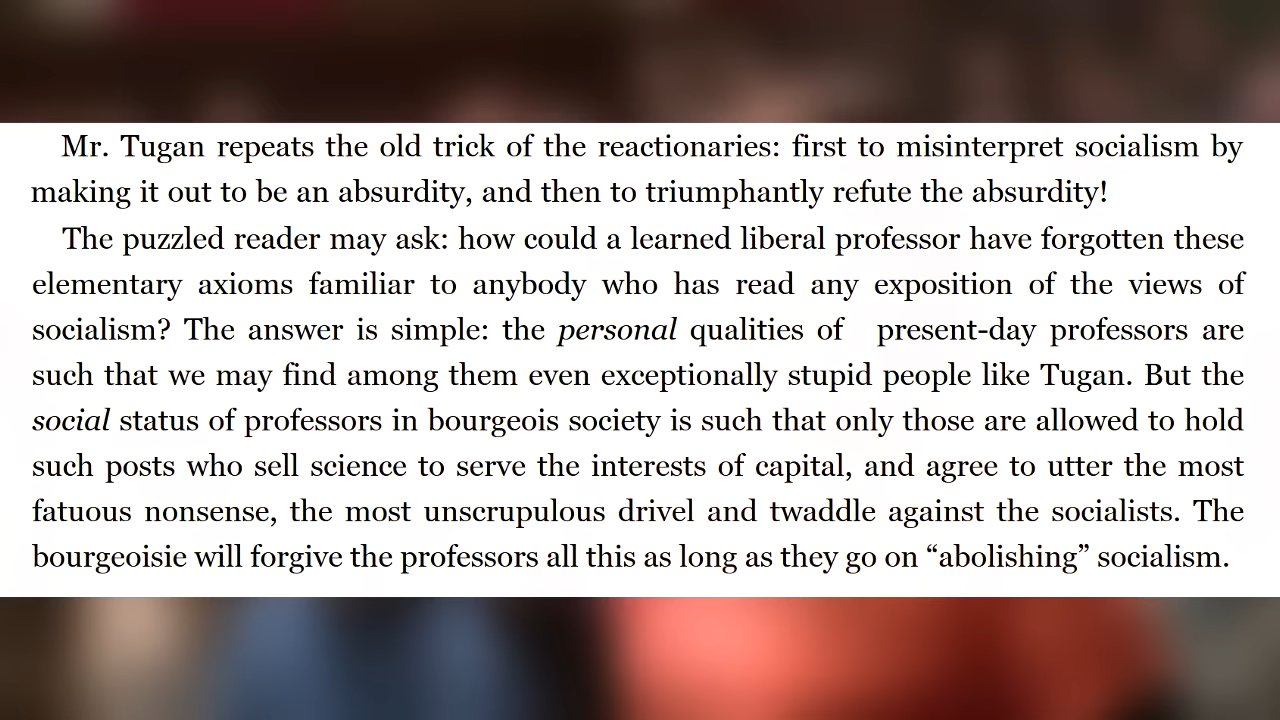 Mr. Tugan repeats the old trick of the reactionaries: first to misinterpret socialism by
making it out to be an absurdity, and then to triumphantly refute the absurdity!
The puzzled reader may ask: how could a learned liberal professor have forgotten these
elementary axioms familiar to anybody who has read any exposition of the views of
socialism? The answer is simple: the personal qualities of present-day professors are
such that we may find among them even exceptionally stupid people like Tugan. But the
social status of professors in bourgeois society is such that only those are allowed to hold
such posts who sell science to serve the interests of capital, and agree to utter the most
fatuous nonsense, the most unscrupulous drivel and twaddle against the socialists. The
bourgeoisie will forgive the professors all this as long as they go on “abolishing” socialism.